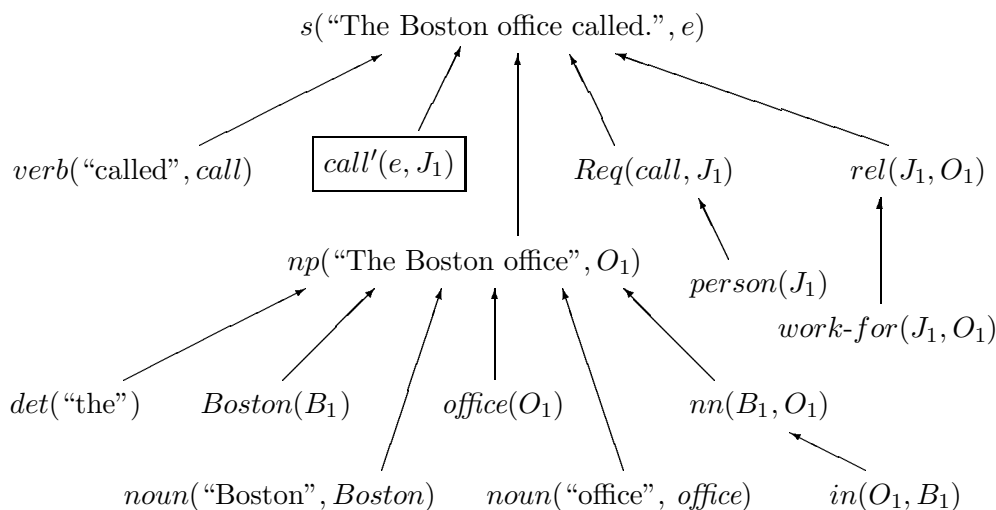 s(“The Boston office called.”, e)
verb(“called”, call) call′(e, J₁) Req(call, J₁) rel(J₁, O₁)
np(“The Boston office”, O₁)
person(J₁)
work-for(J₁, O₁)
det(“the”) Boston(B₁) office(O₁) nn(B₁, O₁)
noun(“Boston”, Boston) noun(“office”, office) in(O₁, B₁)